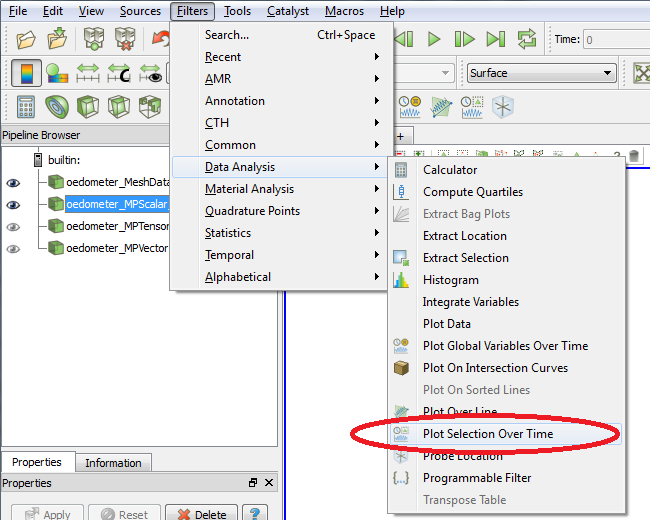 File Edit View Sources Filters Tools Catalyst Macros Help
Search... Ctrl+Space
Time: 0
Recent
AMR
Surface
Annotation
CTH
Pipeline Browser
Common
+
builtin:
Data Analysis
Calculator
oedometer_MeshData
Material Analysis
Compute Quartiles
oedometer_MPScalar
Quadrature Points
Extract Bag Plots
oedometer_MPTensor
Statistics
Extract Location
oedometer_MPVector
Temporal
Extract Selection
Alphabetical
Histogram
Integrate Variables
Plot Data
Plot Global Variables Over Time
Plot On Intersection Curves
Plot On Sorted Lines
Plot Over Line
Plot Selection Over Time
Probe Location
Programmable Filter
Transpose Table
Properties Information
Properties
Apply Reset Delete ?